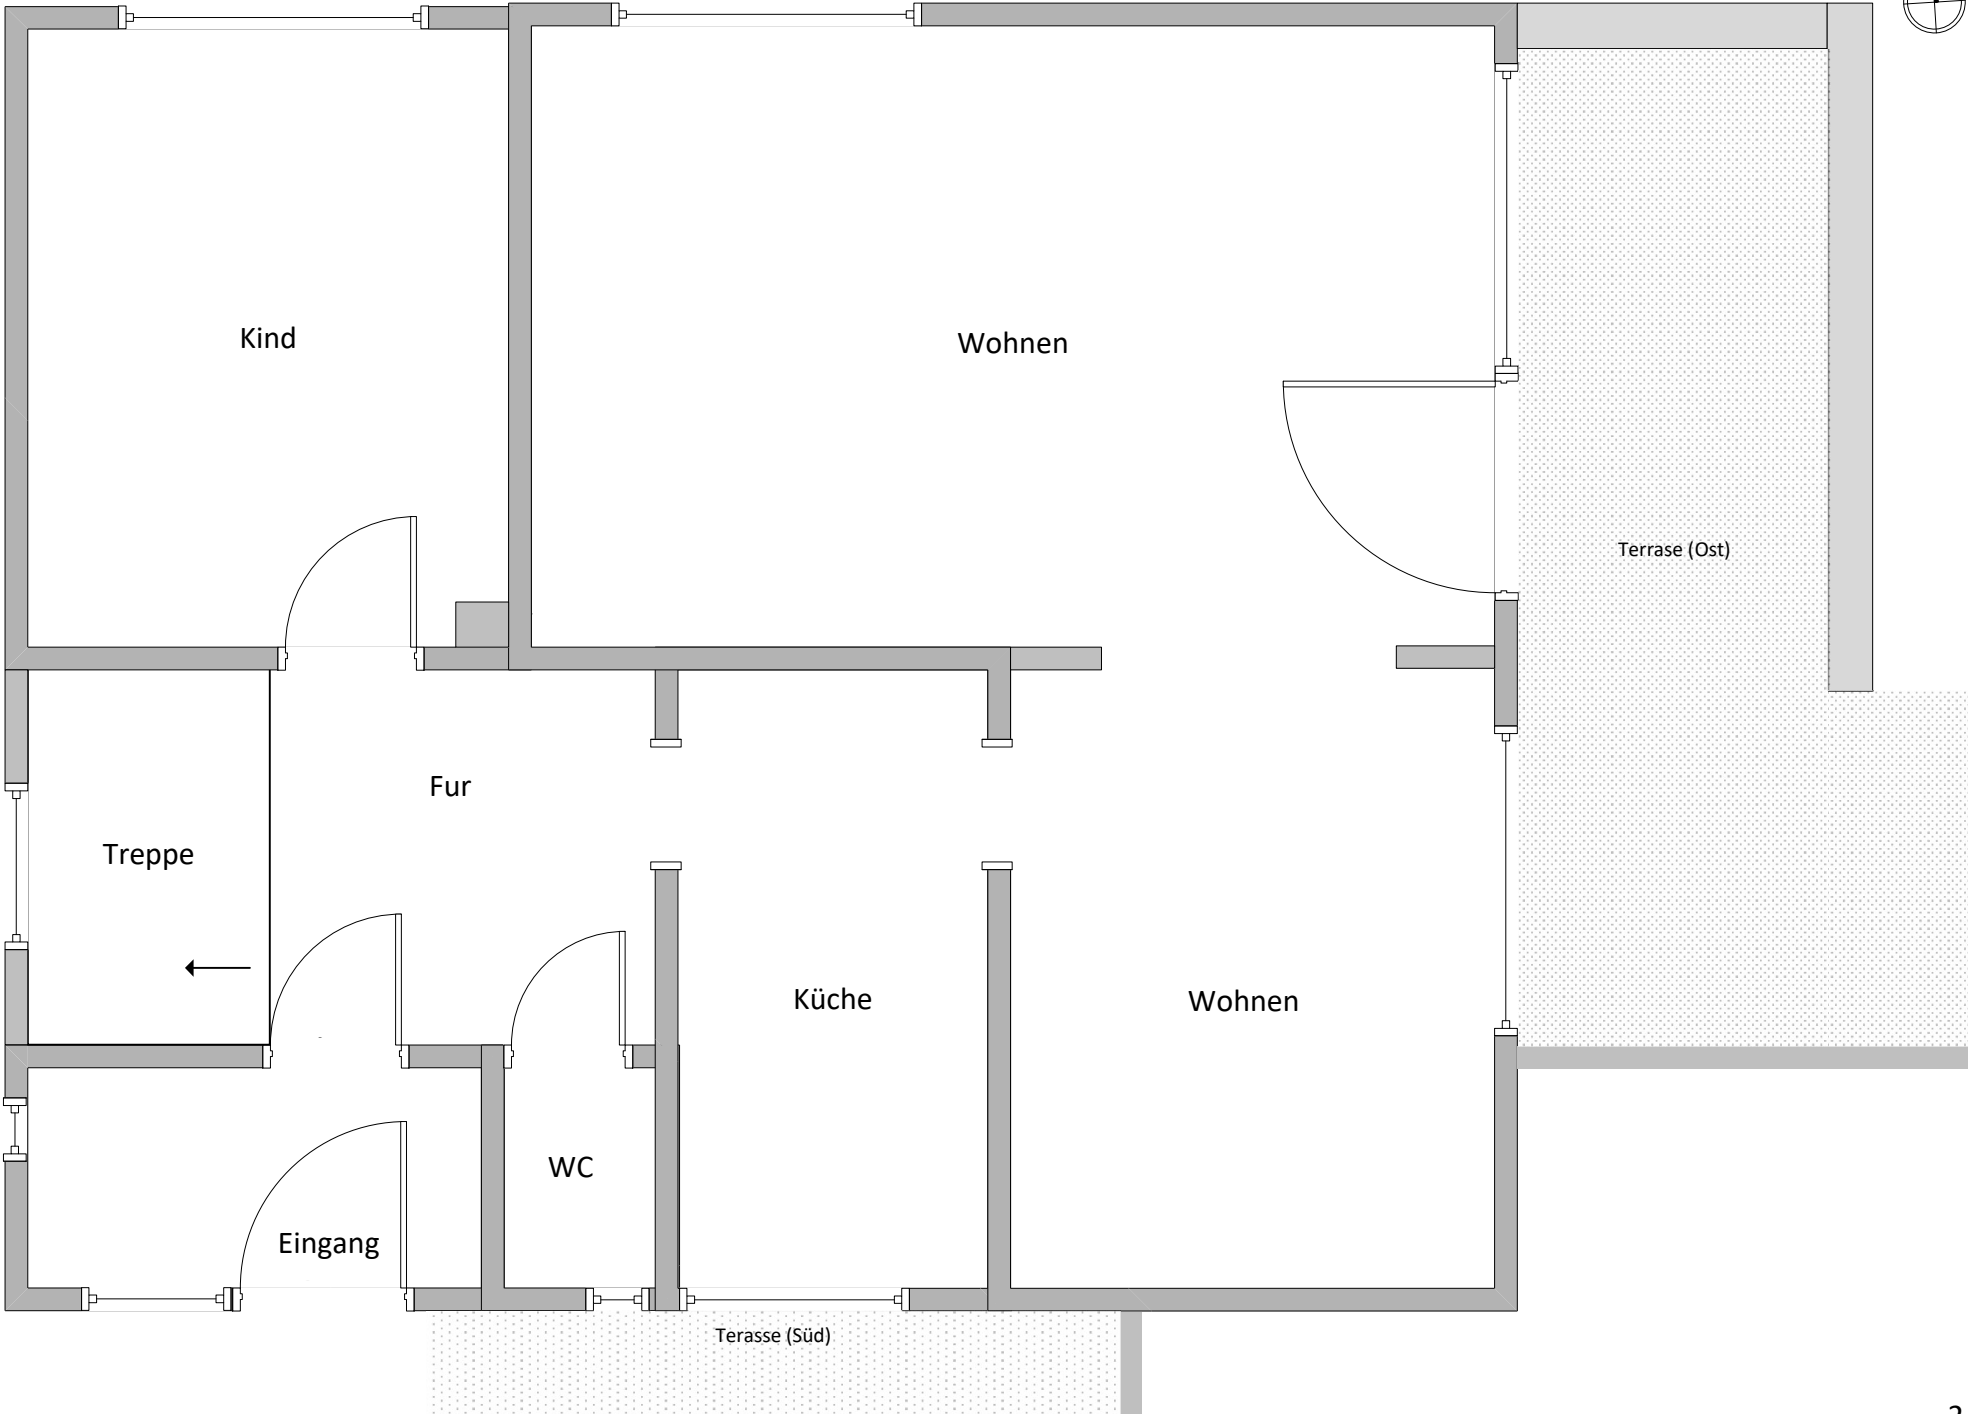 Kind
Wohnen
Terrase (Ost)
Fur
Treppe
Küche
Wohnen
WC
Eingang
Terasse (Süd)